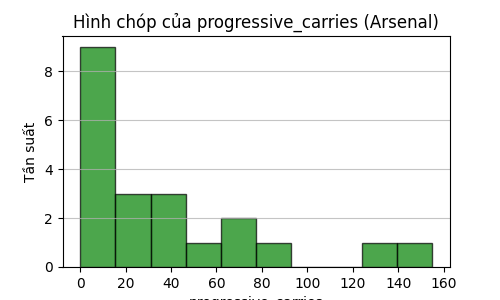 Hình chóp của progressive_carries (Arsenal)
Tần suất
8
6
4
2
0
0 20 40 60 80 100 120 140 160
progressive_carries